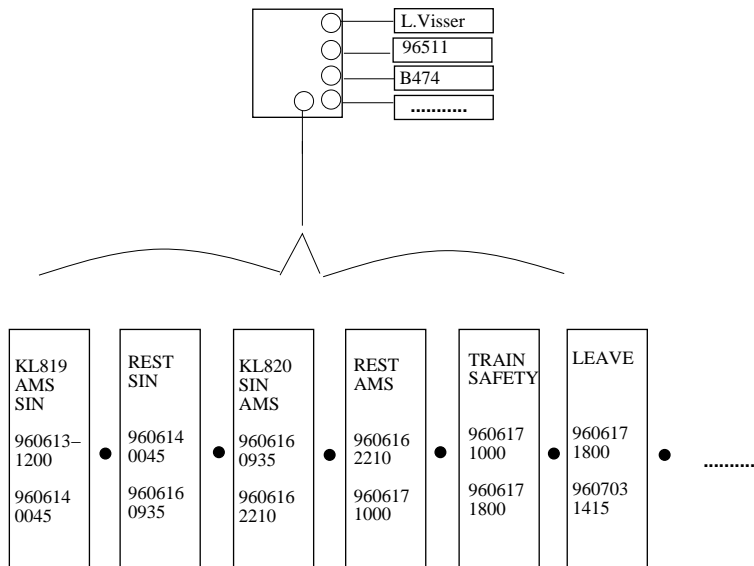 L.Visser
96511
B474
...........
KL819
AMS
SIN
960613–
1200
960614
0045
REST
SIN
960614
0045
960616
0935
KL820
SIN
AMS
960616
0935
960616
2210
REST
AMS
960616
2210
960617
1000
TRAIN
SAFETY
960617
1000
960617
1800
LEAVE
960617
1800
960703
1415
...........